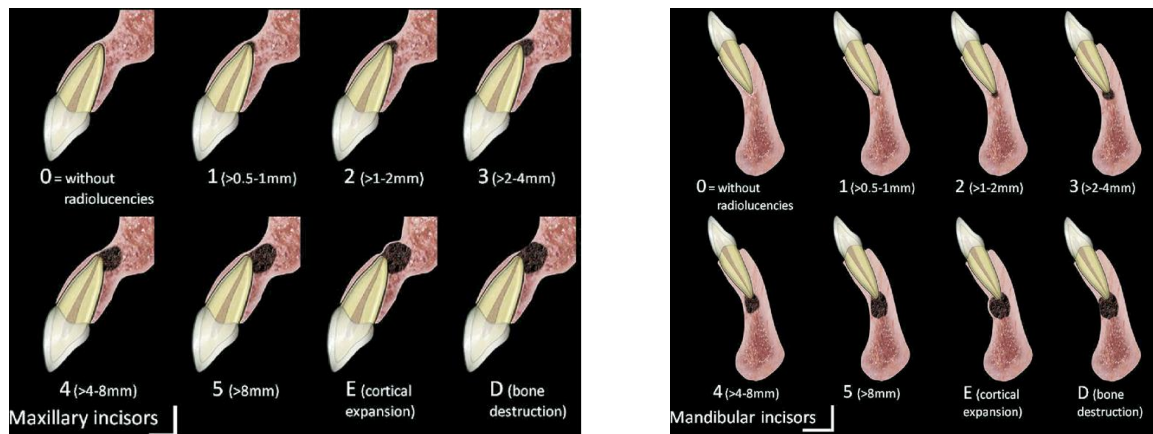 0 = without
radiolucencies
1 (>0.5-1mm)
2 (>1-2mm)
3 (>2-4mm)
4 (>4-8mm)
5 (>8mm)
E (cortical
expansion)
D (bone
destruction)
Maxillary incisors
0 = without
radiolucencies
1 (>0.5-1mm)
2 (>1-2mm)
3 (>2-4mm)
4 (>4-8mm)
5 (>8mm)
E (cortical
expansion)
D (bone
destruction)
Mandibular incisors